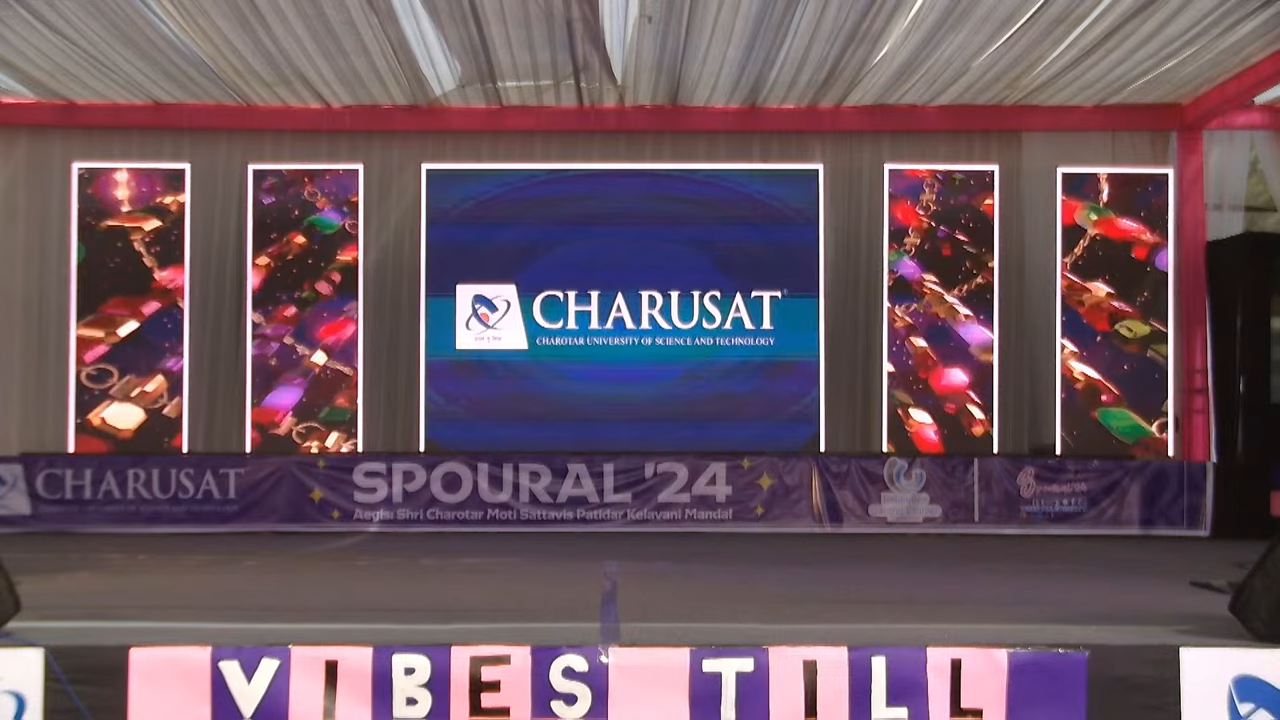 CHARUSAT
CHAROTAR UNIVERSITY OF SCIENCE AND TECHNOLOGY
CHARUSAT
SPOURAL '24
Aegis: Shri Charotar Moti Sattavis Patidar Kelavani Mandal
VIBES TILL